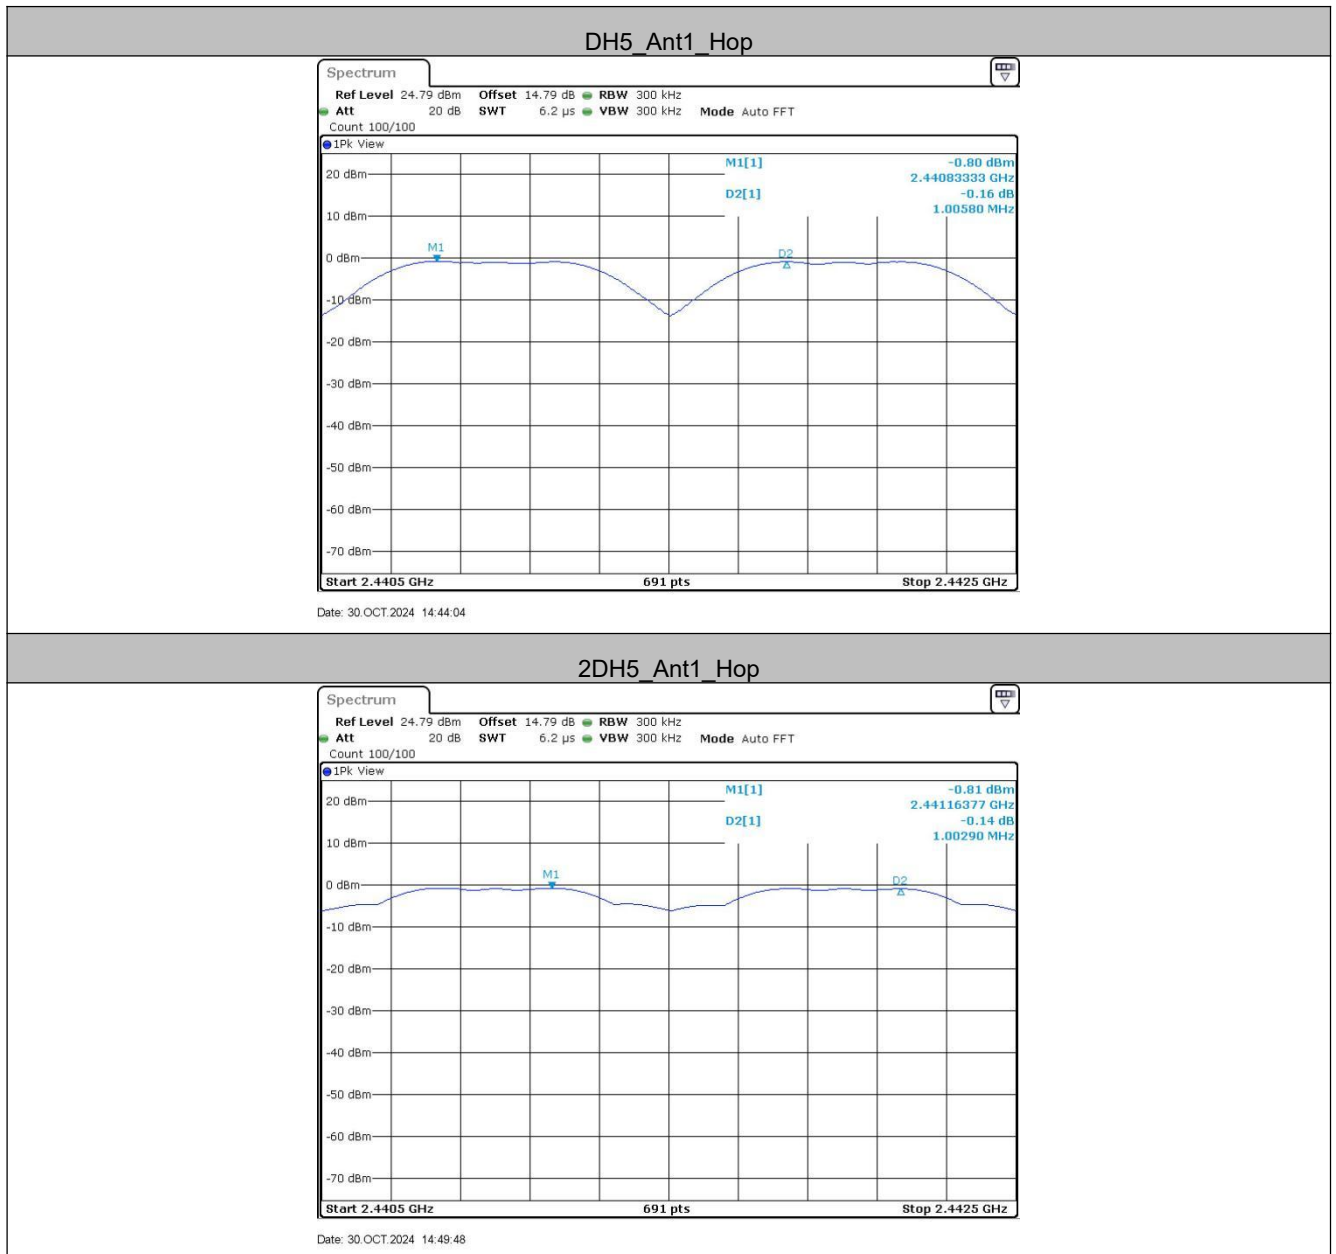 DH5_Ant1_Hop
Spectrum
Ref Level 24.79 dBm Offset 14.79 dB RBW 300 kHz
Att 20 dB SWT 6.2 µs VBW 300 kHz Mode Auto FFT
Count 100/100
1Pk View
M1[1] -0.80 dBm
2.44083333 GHz
D2[1] -0.16 dB
1.00580 MHz
20 dBm
10 dBm
M1
D2
0 dBm
-10 dBm
-20 dBm
-30 dBm
-40 dBm
-50 dBm
-60 dBm
-70 dBm
Start 2.4405 GHz 691 pts Stop 2.4425 GHz
Date: 30.OCT.2024 14:44:04
2DH5_Ant1_Hop
Spectrum
Ref Level 24.79 dBm Offset 14.79 dB RBW 300 kHz
Att 20 dB SWT 6.2 µs VBW 300 kHz Mode Auto FFT
Count 100/100
1Pk View
M1[1] -0.81 dBm
2.44116377 GHz
D2[1] -0.14 dB
1.00290 MHz
20 dBm
10 dBm
M1
D2
0 dBm
-10 dBm
-20 dBm
-30 dBm
-40 dBm
-50 dBm
-60 dBm
-70 dBm
Start 2.4405 GHz 691 pts Stop 2.4425 GHz
Date: 30.OCT.2024 14:49:48